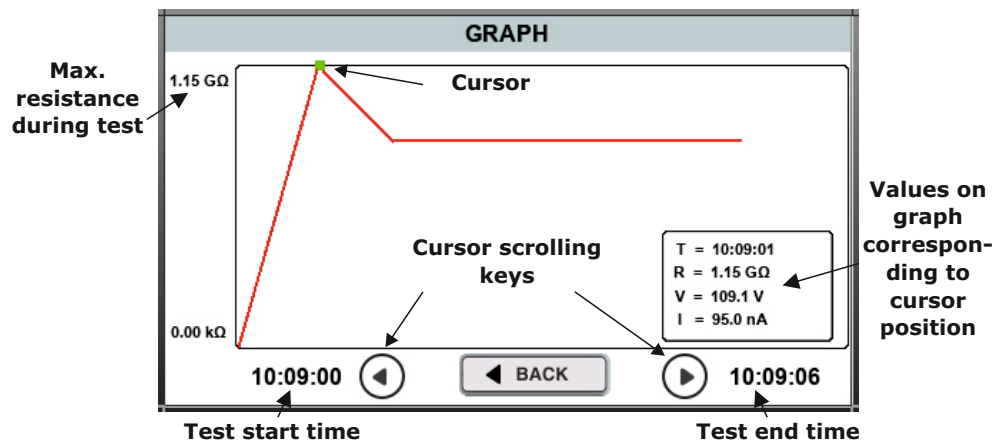 GRAPH
Max.
resistance
during test
1.15 GΩ
Cursor
Values on
graph
correspon-
ding to
cursor
position
Cursor scrolling
keys
T = 10:09:01
R = 1.15 GΩ
V = 109.1 V
I = 95.0 nA
0.00 kΩ
10:09:00
BACK
10:09:06
Test start time
Test end time